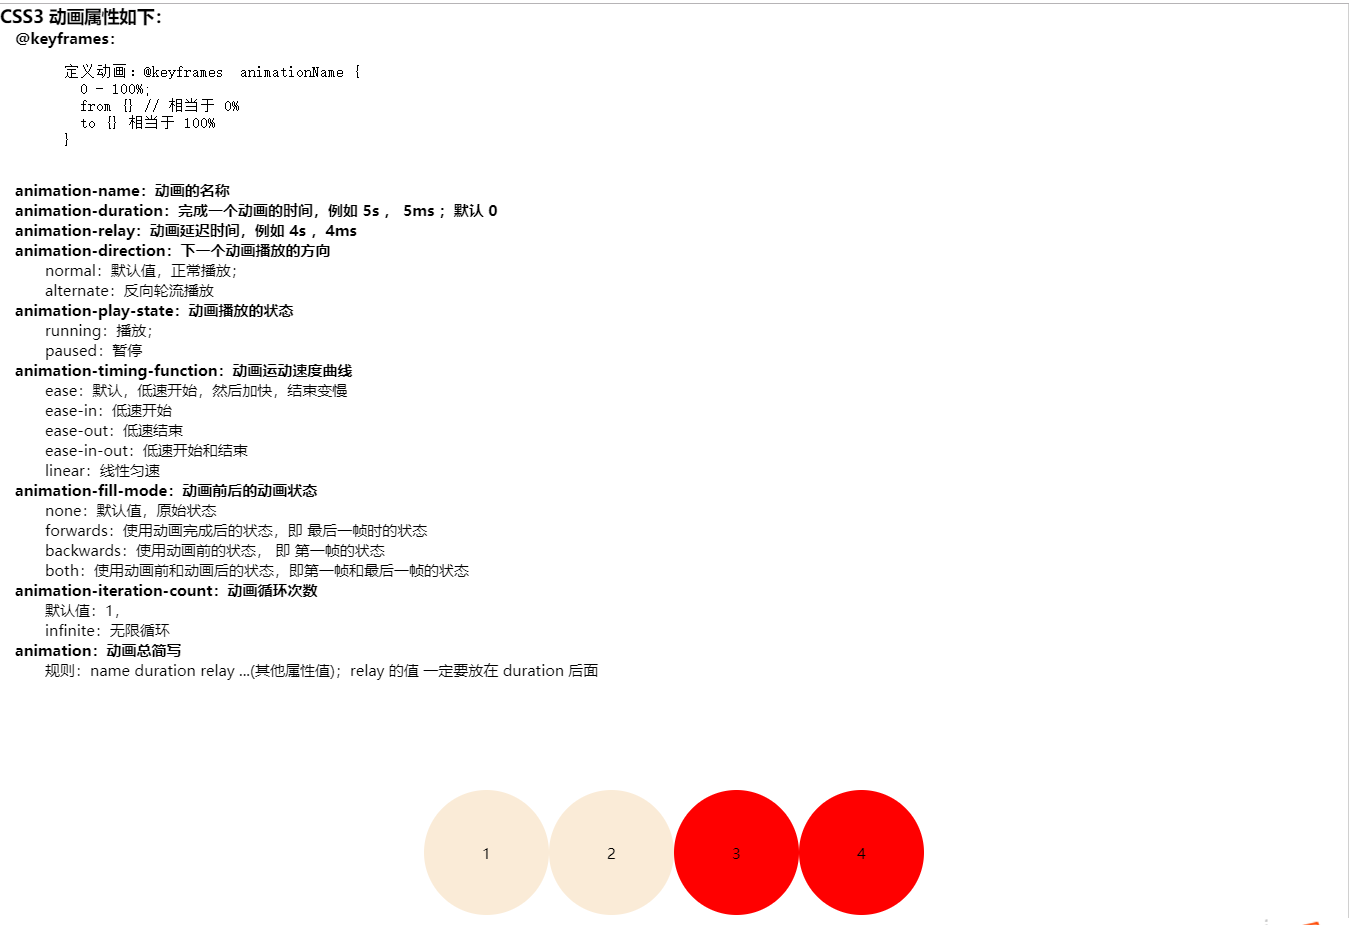 CSS3 动画属性如下：
@keyframes：
定义动画：@keyframes  animationName {
0 - 100%;
from {} // 相当于 0%
to {} 相当于 100%
}
animation-name：动画的名称
animation-duration：完成一个动画的时间，例如 5s ， 5ms ；默认 0
animation-relay：动画延迟时间，例如 4s ，4ms
animation-direction：下一个动画播放的方向
normal：默认值，正常播放；
alternate：反向轮流播放
animation-play-state：动画播放的状态
running：播放；
paused：暂停
animation-timing-function：动画运动速度曲线
ease：默认，低速开始，然后加快，结束变慢
ease-in：低速开始
ease-out：低速结束
ease-in-out：低速开始和结束
linear：线性匀速
animation-fill-mode：动画前后的动画状态
none：默认值，原始状态
forwards：使用动画完成后的状态，即 最后一帧时的状态
backwards：使用动画前的状态， 即 第一帧的状态
both：使用动画前和动画后的状态，即第一帧和最后一帧的状态
animation-iteration-count：动画循环次数
默认值：1，
infinite：无限循环
animation：动画总简写
规则：name duration relay ...(其他属性值)；relay 的值 一定要放在 duration 后面
1 2 3 4